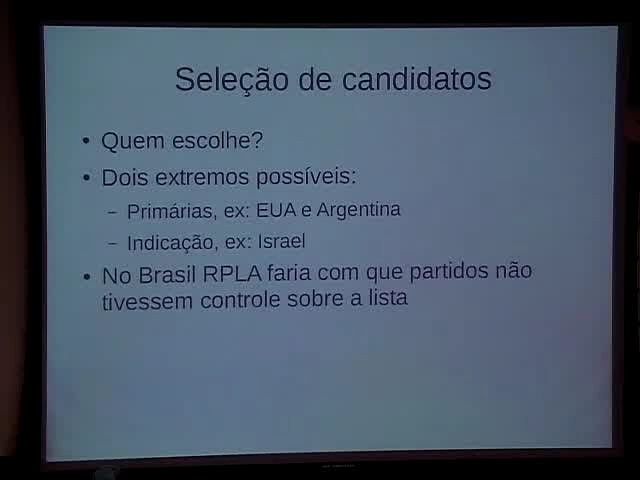 Seleção de candidatos
• Quem escolhe?
• Dois extremos possíveis:
– Primárias, ex: EUA e Argentina
– Indicação, ex: Israel
• No Brasil RPLA faria com que partidos não
tivessem controle sobre a lista